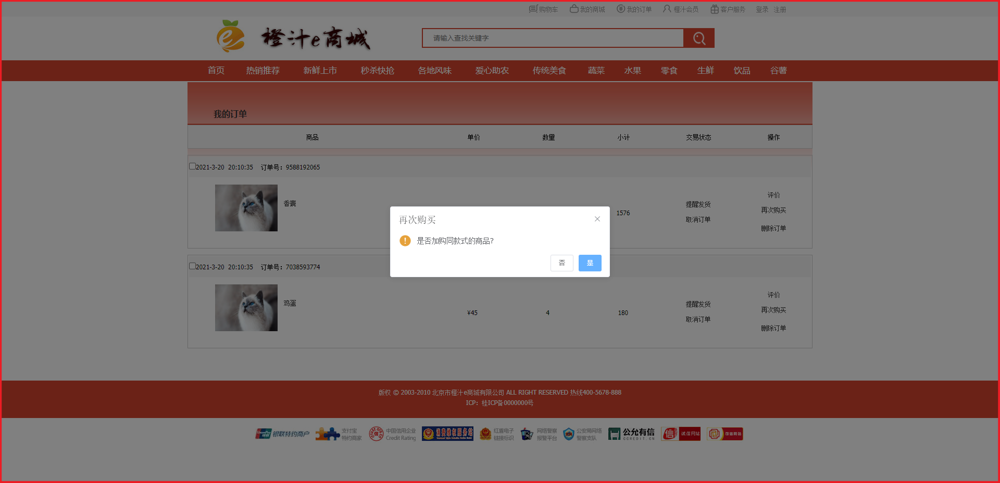 购物车 我的商城 我的订单 橙汁会员 客户服务 登录 注册
橙汁e商城
请输入查找关键字
首页 热销推荐 新鲜上市 秒杀快抢 各地风味 爱心助农 传统美食 蔬菜 水果 零食 生鲜 饮品 谷薯
我的订单
商品 单价 数量 小计 交易状态 操作
2021-3-20 20:10:35 订单号：9588192065
香囊
1576
提醒发货
取消订单
评价
再次购买
删除订单
再次购买
是否加购同款式的商品?
否 是
2021-3-20 20:10:35 订单号：7038593774
鸡蛋
¥45
4
180
提醒发货
取消订单
评价
再次购买
删除订单
版权 © 2003-2010 北京市橙汁e商城有限公司 ALL RIGHT RESERVED 热线400-5678-888
ICP：桂ICP备0000000号
银联特约商户
支付宝
特约商家
中国信用企业
Credit Rating
消费维权服务站
红盾电子
链接标识
网络警察
报警平台
公安局网络
警察支队
公允有信
CCREDIT.CN
信 诚信网站
可信网站